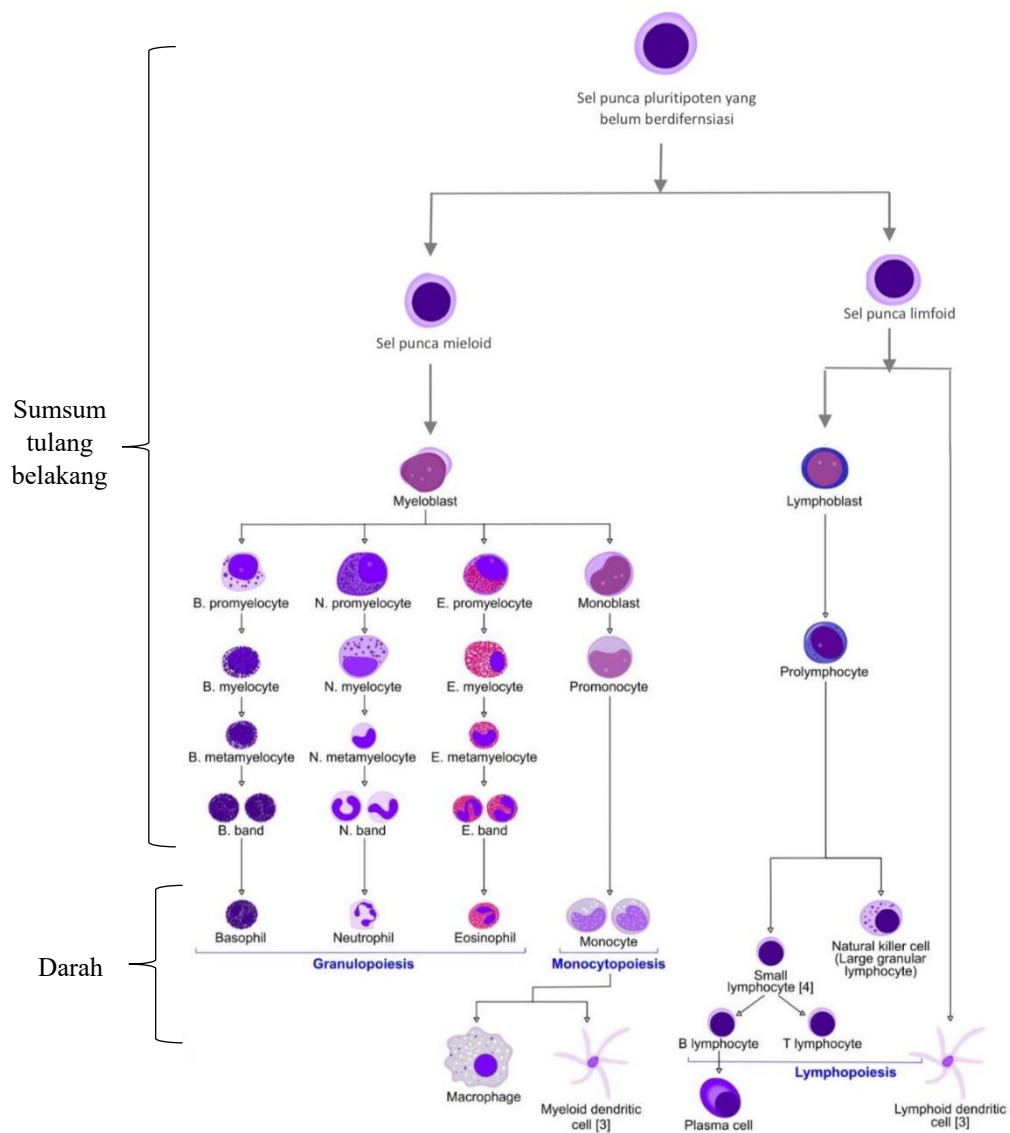 Sel punca pluritipoten yang
belum berdifernsiasi
Sel punca mieloid
Sel punca limfoid
Sumsum
tulang
belakang
Myeloblast
Lymphoblast
B. promyelocyte
N. promyelocyte
E. promyelocyte
Monoblast
Prolymphocyte
B. myelocyte
N. myelocyte
E. myelocyte
Promonocyte
B. metamyelocyte
N. metamyelocyte
E. metamyelocyte
B. band
N. band
E. band
Darah
Basophil
Neutrophil
Eosinophil
Monocyte
Natural killer cell
(Large granular
lymphocyte)
Granulopoiesis
Monocytopoiesis
Small
lymphocyte [4]
B lymphocyte
T lymphocyte
Lymphopoiesis
Macrophage
Myeloid dendritic
cell [3]
Plasma cell
Lymphoid dendritic
cell [3]